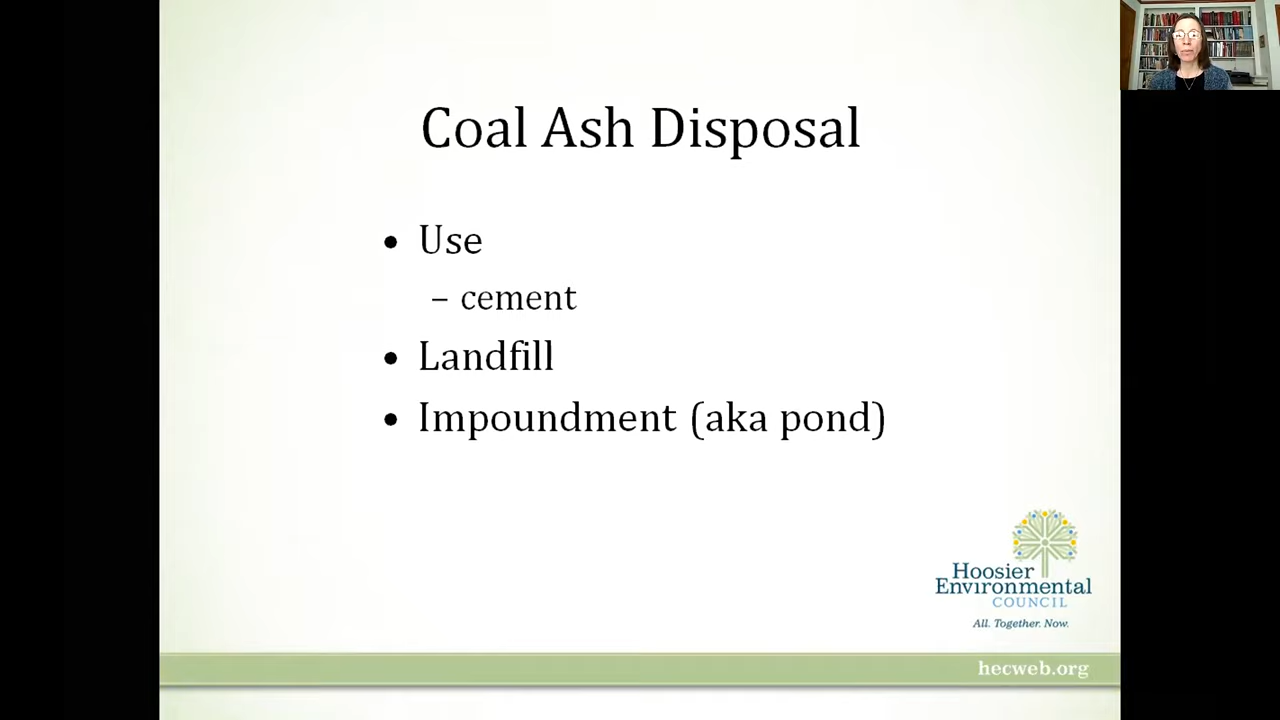 Coal Ash Disposal
• Use
– cement
• Landfill
• Impoundment (aka pond)
Hoosier
Environmental
COUNCIL
All. Together. Now.
hecweb.org